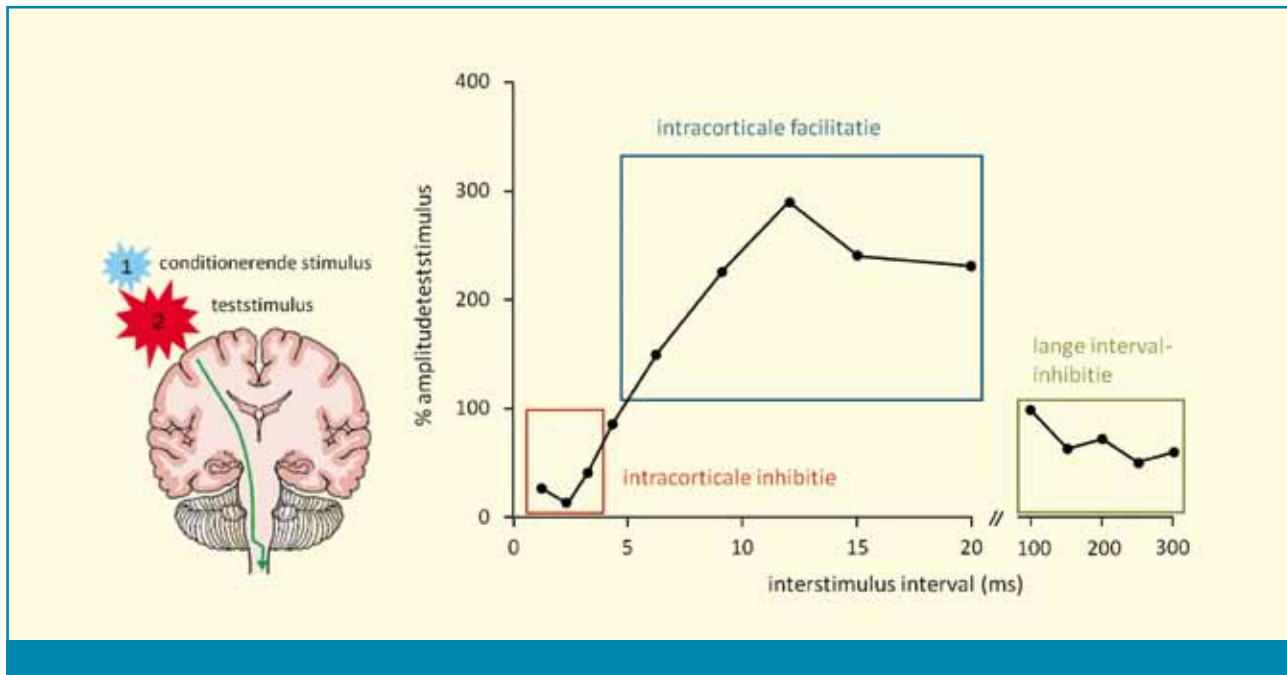 1 conditionerende stimulus
2 teststimulus
% amplitudeteststimulus
400
300
200
100
0
intracorticale facilitatie
intracorticale inhibitie
lange interval-
inhibitie
0 5 10 15 20 // 100 200 300
interstimulus interval (ms)